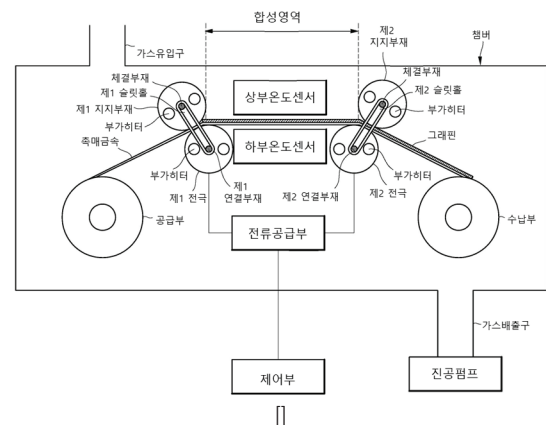 합성영역
가스유입구
제2
지지부재
챔버
체결부재
제1 슬릿홀
제1 지지부재
부가히터
촉매금속
상부온도센서
하부온도센서
체결부재
제2 슬릿홀
부가히터
그래핀
부가히터
제1 전극
제1
연결부재
제2 연결부재
부가히터
제2 전극
공급부
전류공급부
수납부
가스배출구
제어부
진공펌프